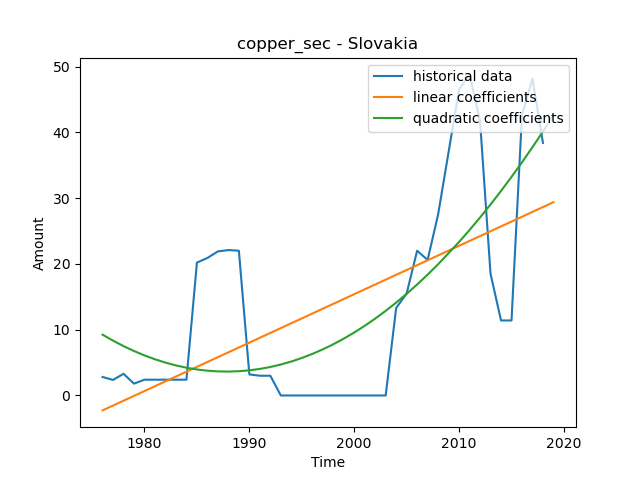 copper_sec - Slovakia
historical data
linear coefficients
quadratic coefficients
50
40
30
20
10
0
Amount
1980
1990
2000
2010
2020
Time